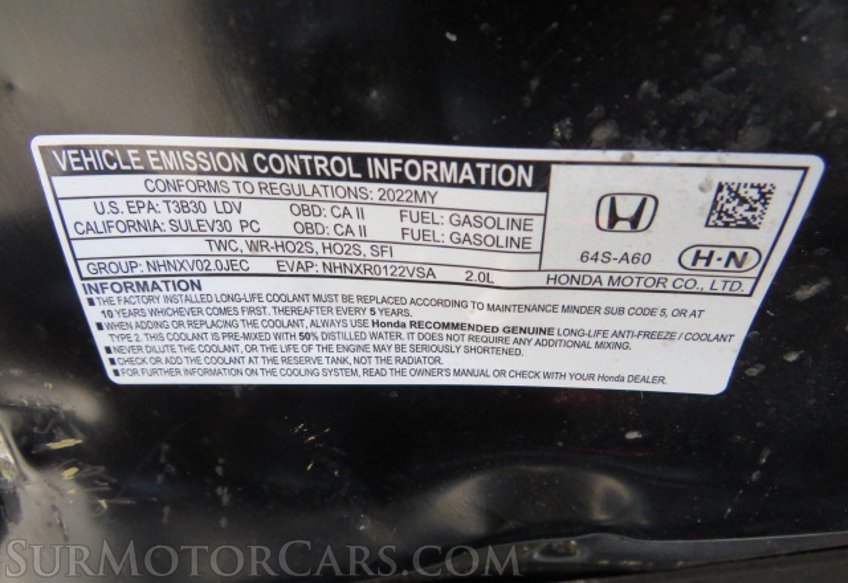 VEHICLE EMISSION CONTROL INFORMATION
CONFORMS TO REGULATIONS: 2022MY
U.S. EPA: T3B30 LDV OBD: CA II FUEL: GASOLINE
CALIFORNIA: SULEV30 PC OBD: CA II FUEL: GASOLINE
TWC, WR-HO2S, HO2S, SFI
GROUP: NHNXV02.0JEC EVAP: NHNXR0122VSA 2.0L
64S-A60 H-N
HONDA MOTOR CO., LTD.
INFORMATION
■ THE FACTORY INSTALLED LONG-LIFE COOLANT MUST BE REPLACED ACCORDING TO MAINTENANCE MINDER SUB CODE 5, OR AT
10 YEARS WHICHEVER COMES FIRST. THEREAFTER EVERY 5 YEARS.
■ WHEN ADDING OR REPLACING THE COOLANT, ALWAYS USE Honda RECOMMENDED GENUINE LONG-LIFE ANTI-FREEZE / COOLANT
TYPE 2. THIS COOLANT IS PRE-MIXED WITH 50% DISTILLED WATER. IT DOES NOT REQUIRE ANY ADDITIONAL MIXING.
■ NEVER DILUTE THE COOLANT, OR THE LIFE OF THE ENGINE MAY BE SERIOUSLY SHORTENED.
■ CHECK OR ADD THE COOLANT AT THE RESERVE TANK, NOT THE RADIATOR.
■ FOR FURTHER INFORMATION ON THE COOLING SYSTEM, READ THE OWNER'S MANUAL OR CHECK WITH YOUR Honda DEALER.
SURMOTORCARS.COM